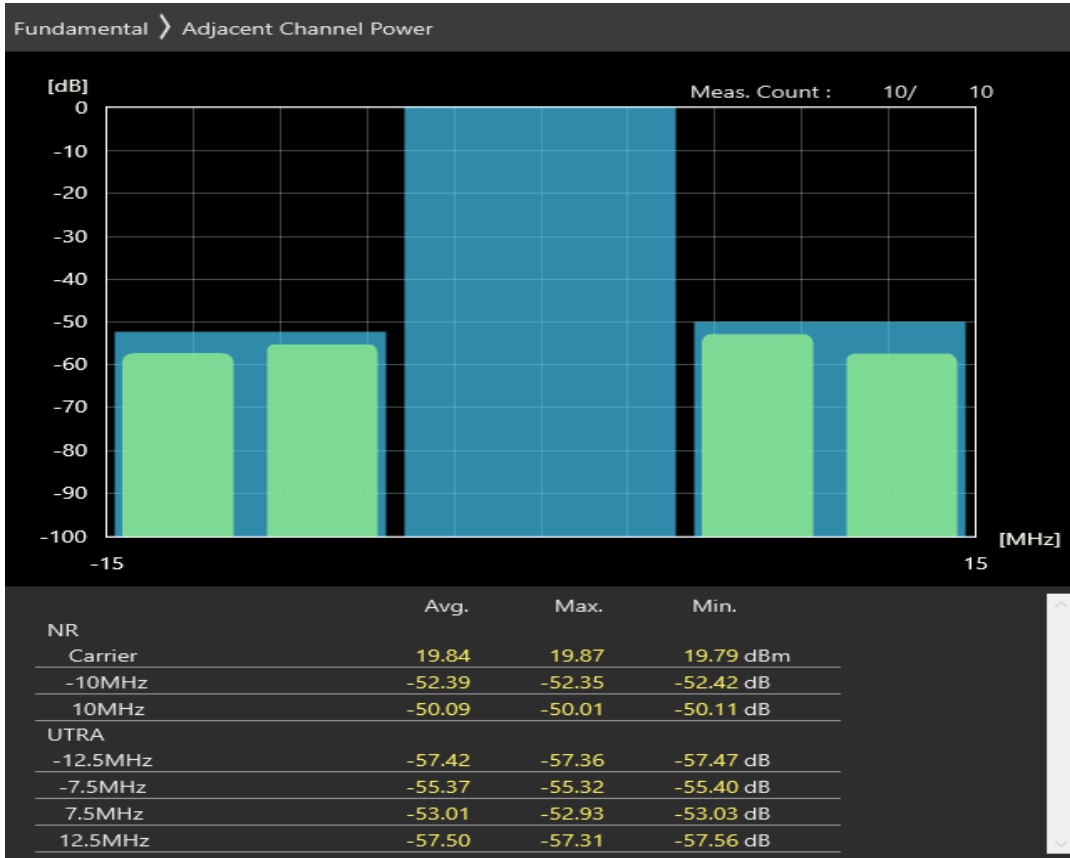 Fundamental ❯ Adjacent Channel Power
[dB]
Meas. Count : 10/ 10
0
-10
-20
-30
-40
-50
-60
-70
-80
-90
-100
[MHz]
-15 15
Avg. Max. Min.
NR
Carrier 19.84 19.87 19.79 dBm
-10MHz -52.39 -52.35 -52.42 dB
10MHz -50.09 -50.01 -50.11 dB
UTRA
-12.5MHz -57.42 -57.36 -57.47 dB
-7.5MHz -55.37 -55.32 -55.40 dB
7.5MHz -53.01 -52.93 -53.03 dB
12.5MHz -57.50 -57.31 -57.56 dB